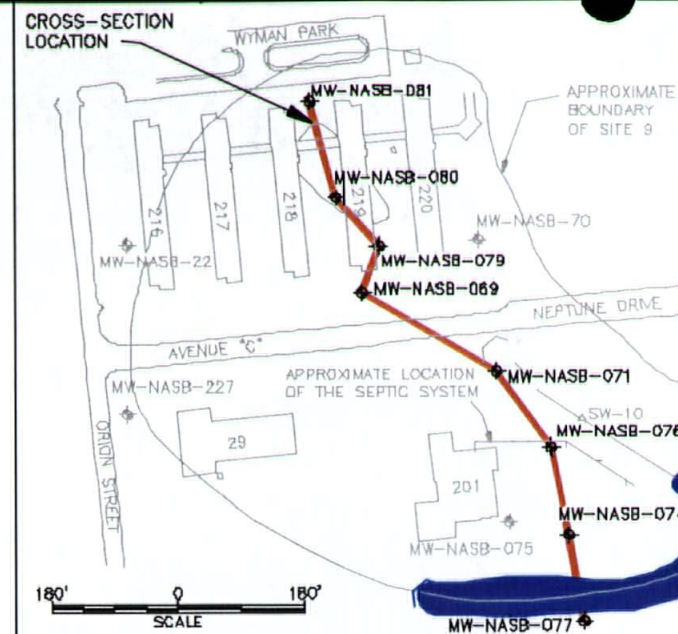 CROSS-SECTION
LOCATION
WYMAN PARK
MW-NASB-081
APPROXIMATE
BOUNDARY
OF SITE 9
MW-NASB-080
216
217
218
219
220
MW-NASB-70
MW-NASB-22
MW-NASB-079
MW-NASB-069
NEPTUNE DRIVE
AVENUE "C"
APPROXIMATE LOCATION
OF THE SEPTIC SYSTEM
MW-NASB-071
MW-NASB-227
SW-10
MW-NASB-076
ORION STREET
29
201
MW-NASB-074
MW-NASB-075
180'
0
180'
SCALE
MW-NASB-077